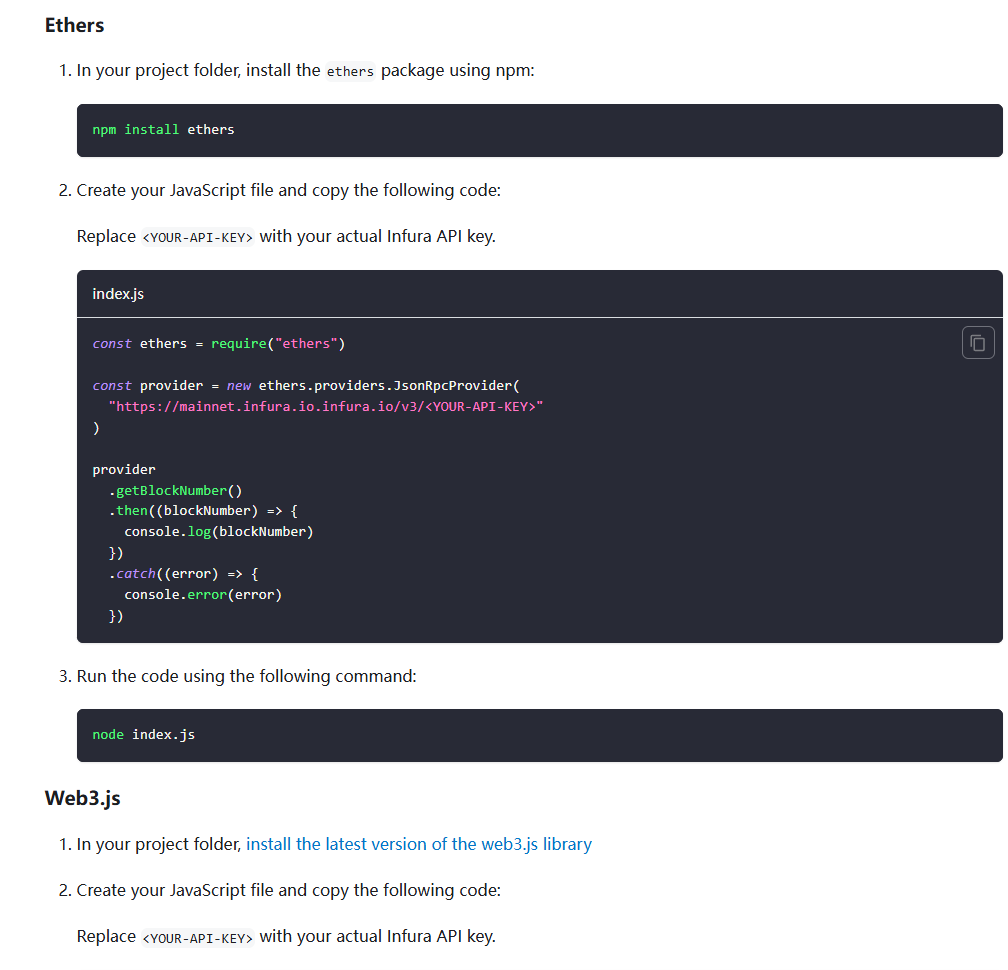 Ethers
1. In your project folder, install the ethers package using npm:
npm install ethers
2. Create your JavaScript file and copy the following code:
Replace <YOUR-API-KEY> with your actual Infura API key.
index.js
const ethers = require("ethers")
const provider = new ethers.providers.JsonRpcProvider(
"https://mainnet.infura.io.infura.io/v3/<YOUR-API-KEY>"
)
provider
.getBlockNumber()
.then((blockNumber) => {
console.log(blockNumber)
})
.catch((error) => {
console.error(error)
})
3. Run the code using the following command:
node index.js
Web3.js
1. In your project folder, install the latest version of the web3.js library
2. Create your JavaScript file and copy the following code:
Replace <YOUR-API-KEY> with your actual Infura API key.